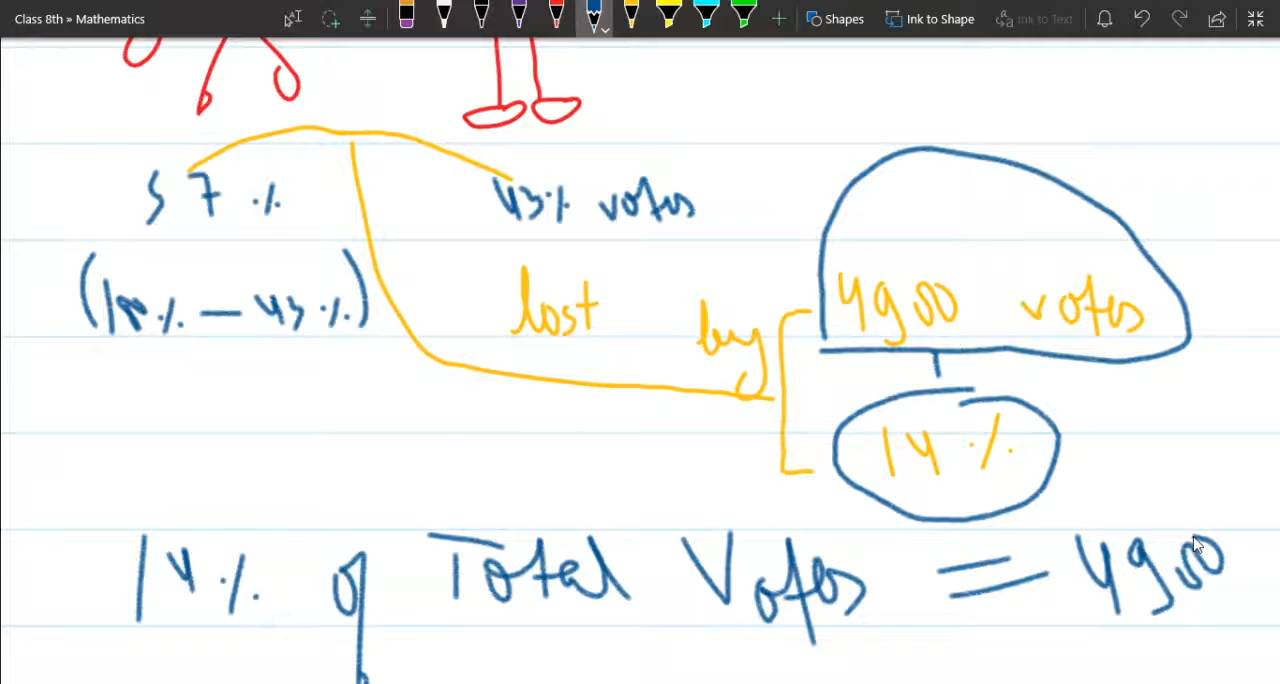 Class 8th » Mathematics
Shapes
Ink to Shape
Ink to Text
57 %
43% votes
(100% — 43%)
lost by
4900 votes
14 %
14 % of Total Votes = 4900